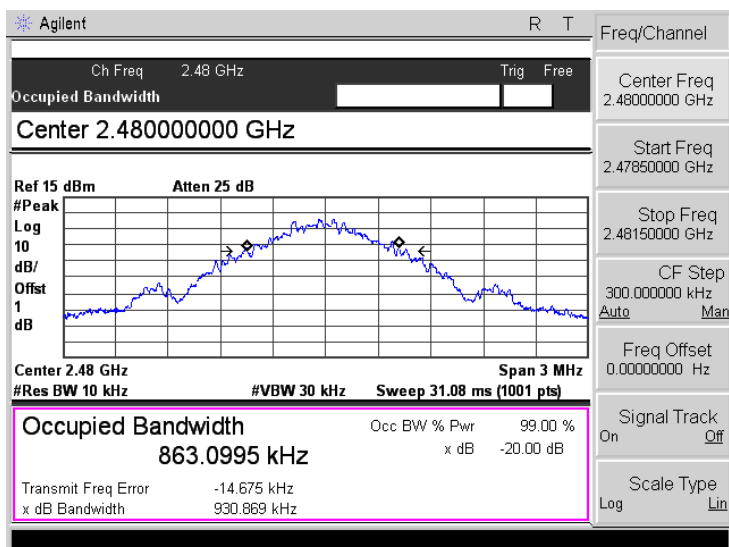 Agilent R T
Ch Freq 2.48 GHz Trig Free
Occupied Bandwidth
Center 2.480000000 GHz
Ref 15 dBm Atten 25 dB
#Peak
Log
10
dB/
Offst
1
dB
Center 2.48 GHz Span 3 MHz
#Res BW 10 kHz #VBW 30 kHz Sweep 31.08 ms (1001 pts)
Occupied Bandwidth Occ BW % Pwr 99.00 %
863.0995 kHz x dB -20.00 dB
Transmit Freq Error -14.675 kHz
x dB Bandwidth 930.869 kHz
Freq/Channel
Center Freq
2.48000000 GHz
Start Freq
2.47850000 GHz
Stop Freq
2.48150000 GHz
CF Step
300.000000 kHz
Auto Man
Freq Offset
0.00000000 Hz
Signal Track
On Off
Scale Type
Log Lin